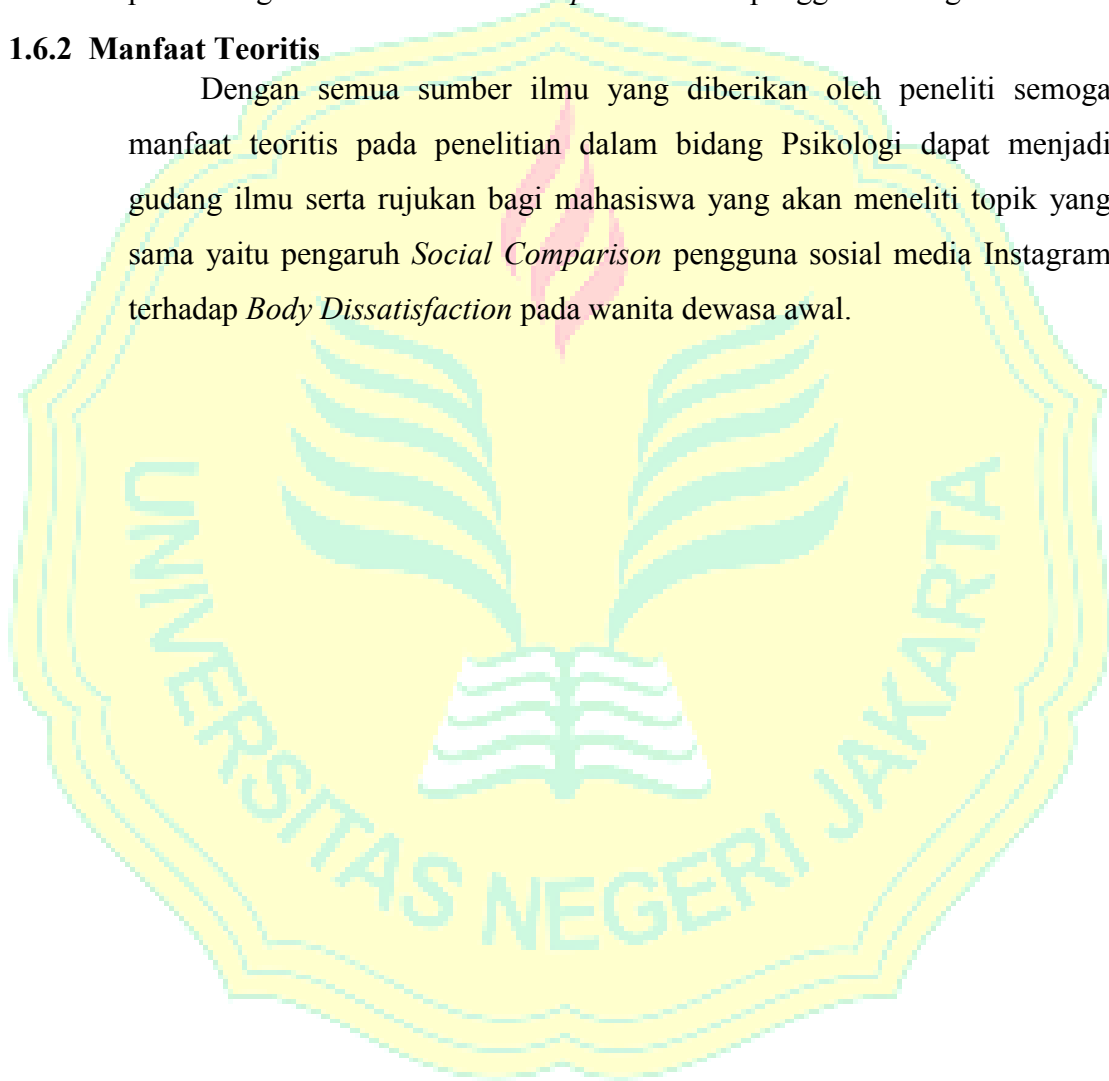 1.6.2 Manfaat Teoritis
Dengan semua sumber ilmu yang diberikan oleh peneliti semoga
manfaat teoritis pada penelitian dalam bidang Psikologi dapat menjadi
gudang ilmu serta rujukan bagi mahasiswa yang akan meneliti topik yang
sama yaitu pengaruh Social Comparison pengguna sosial media Instagram
terhadap Body Dissatisfaction pada wanita dewasa awal.
UNIVERSITAS NEGERI JAKARTA